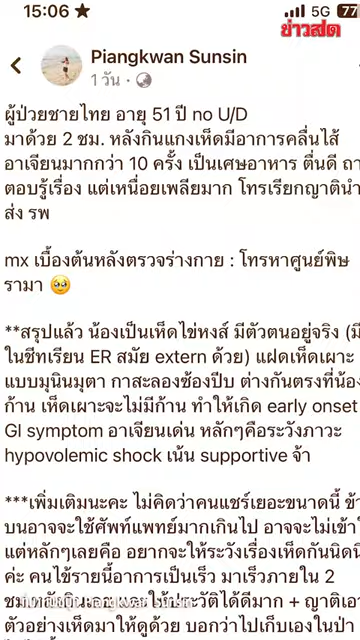 15:06 ★ 5G 77
ข่าวสด
Piangkwan Sunsin
1 วัน ·
ผู้ป่วยชายไทย อายุ 51 ปี no U/D
มาด้วย 2 ชม. หลังกินแกงเห็ดมีอาการคลื่นไส้
อาเจียนมากกว่า 10 ครั้ง เป็นเศษอาหาร ตื่นดี ถา
ตอบรู้เรื่อง แต่เหนื่อยเพลียมาก โทรเรียกญาตินำ
ส่ง รพ
mx เบื้องต้นหลังตรวจร่างกาย : โทรหาศูนย์พิษ
รามา 🥹
**สรุปแล้ว น้องเป็นเห็ดไข่หงส์ มีตัวตนอยู่จริง (มี
ในชีทเรียน ER สมัย extern ด้วย) แฝดเห็ดเผาะ
แบบมุนินมุตา กาสะลองซ้องปีบ ต่างกันตรงที่น้อง
ก้าน เห็ดเผาะจะไม่มีก้าน ทำให้เกิด early onset
GI symptom อาเจียนเด่น หลักๆคือระวังภาวะ
hypovolemic shock เน้น supportive จ้า
***เพิ่มเติมนะคะ ไม่คิดว่าคนแชร์เยอะขนาดนี้ ข้า
บนอาจจะใช้ศัพท์แพทย์มากเกินไป อาจจะไม่เข้า
แต่หลักๆเลยคือ อยากจะให้ระวังเรื่องเห็ดกันนิดนึ
ค่ะ คนไข้รายนี้อาการเป็นเร็ว มาเร็วภายใน 2
ให้ประวัติได้ดีมาก + ญาติเอา
ตัวอย่างเห็ดมาให้ดูด้วย บอกว่าไปเก็บเองในป่า